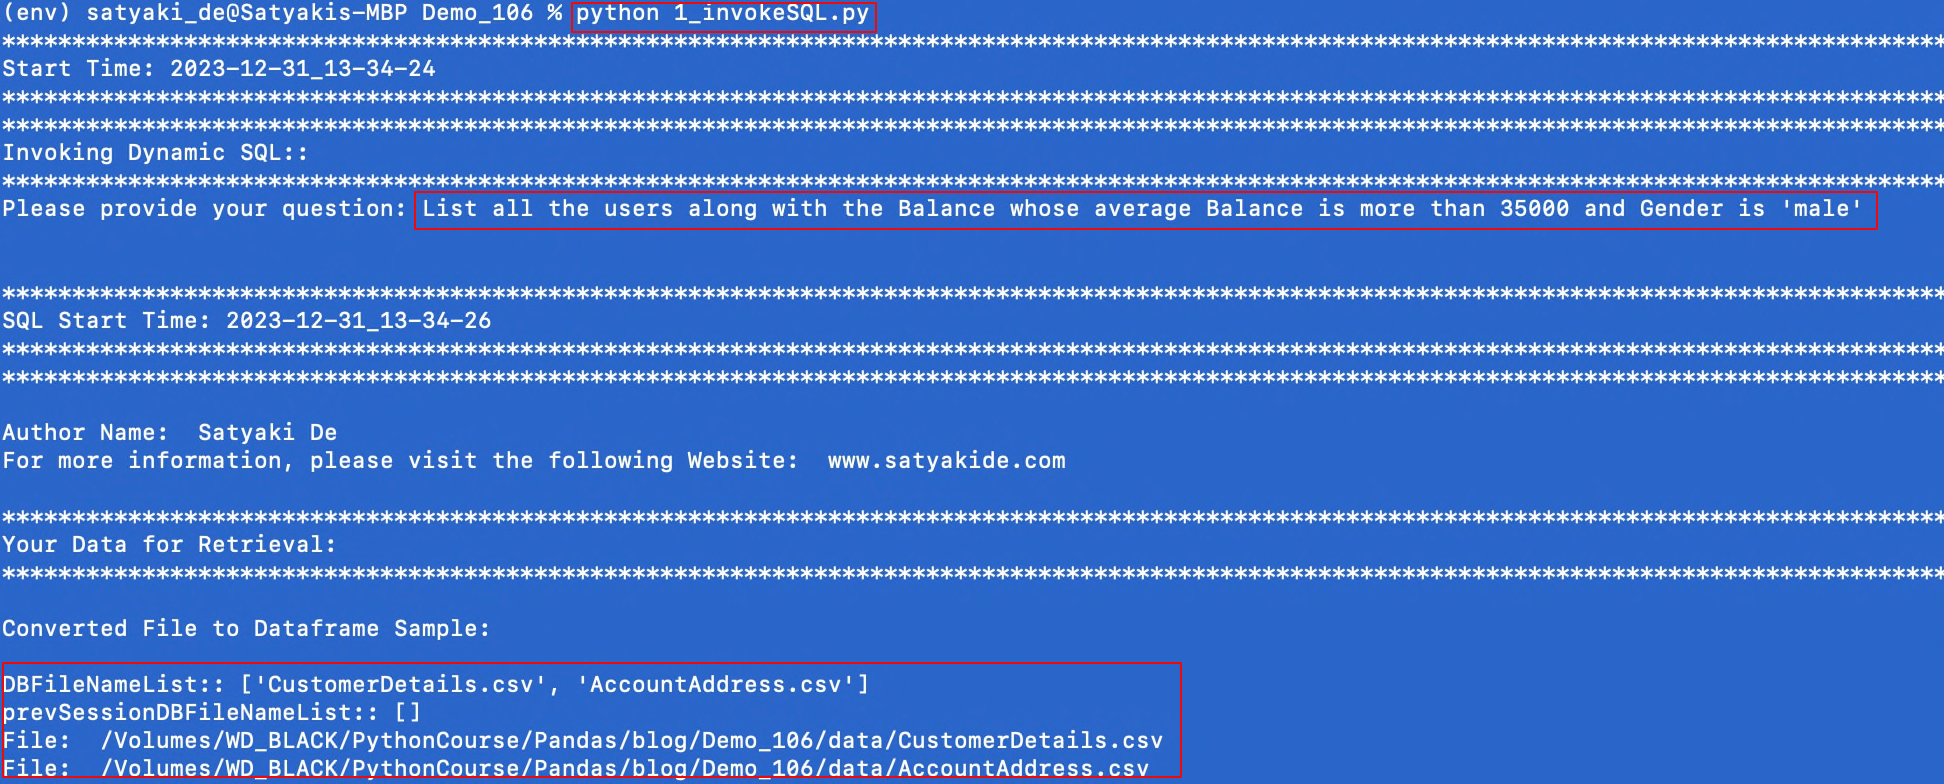 (env) satyaki_de@Satyakis-MBP Demo_106 % python 1_invokeSQL.py
*******************************************************************************************************************************************
Start Time: 2023-12-31_13-34-24
*******************************************************************************************************************************************
*******************************************************************************************************************************************
Invoking Dynamic SQL::
*******************************************************************************************************************************************
Please provide your question: List all the users along with the Balance whose average Balance is more than 35000 and Gender is 'male'
*******************************************************************************************************************************************
SQL Start Time: 2023-12-31_13-34-26
*******************************************************************************************************************************************
*******************************************************************************************************************************************
Author Name:  Satyaki De
For more information, please visit the following Website:  www.satyakide.com
*******************************************************************************************************************************************
Your Data for Retrieval:
*******************************************************************************************************************************************
Converted File to Dataframe Sample:
DBFileNameList:: ['CustomerDetails.csv', 'AccountAddress.csv']
prevSessionDBFileNameList:: []
File:  /Volumes/WD_BLACK/PythonCourse/Pandas/blog/Demo_106/data/CustomerDetails.csv
File:  /Volumes/WD_BLACK/PythonCourse/Pandas/blog/Demo_106/data/AccountAddress.csv